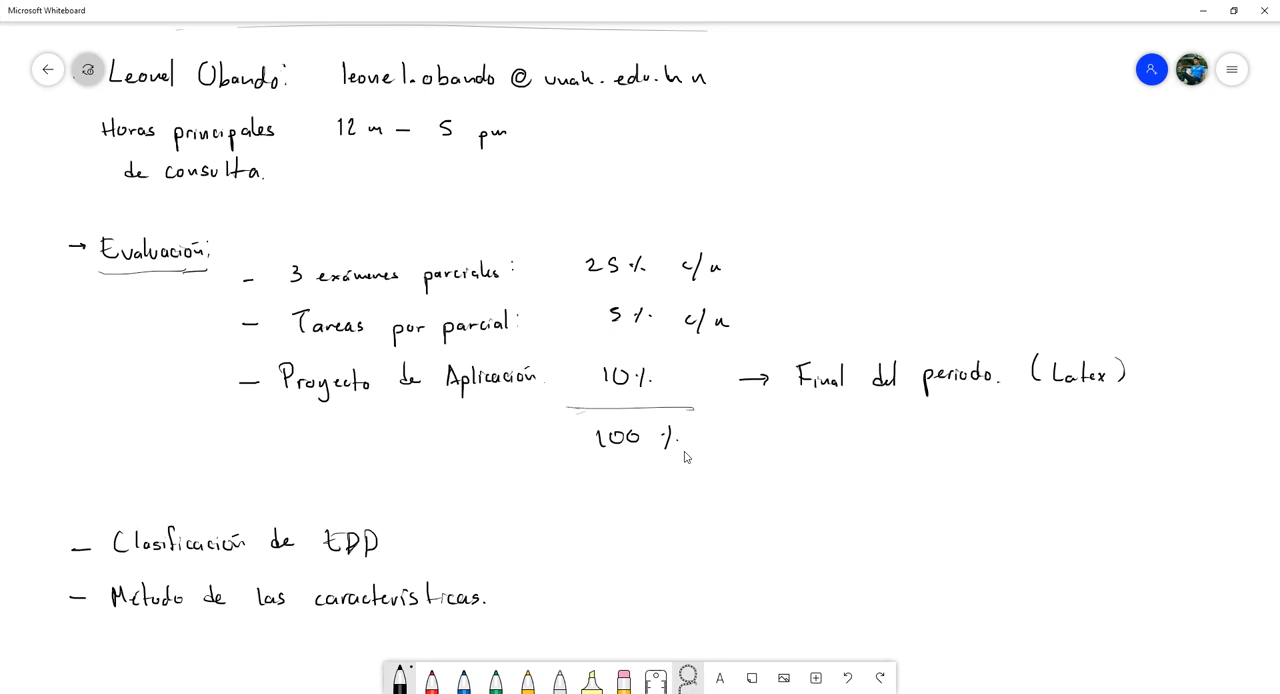 Microsoft Whiteboard
Leonel Obando: leonel.obando @ unah.edu.hn
Horas principales 12 m - 5 pm
de consulta.
→ Evaluación:
- 3 exámenes parciales: 25% c/u
- Tareas por parcial: 5% c/u
- Proyecto de Aplicación. 10% → Final del periodo. (Latex)
100 %
- Clasificación de EDP
- Método de las características.
A